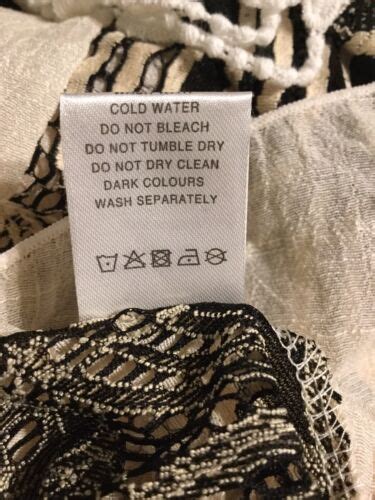 COLD WATER
DO NOT BLEACH
DO NOT TUMBLE DRY
DO NOT DRY CLEAN
DARK COLOURS
WASH SEPARATELY